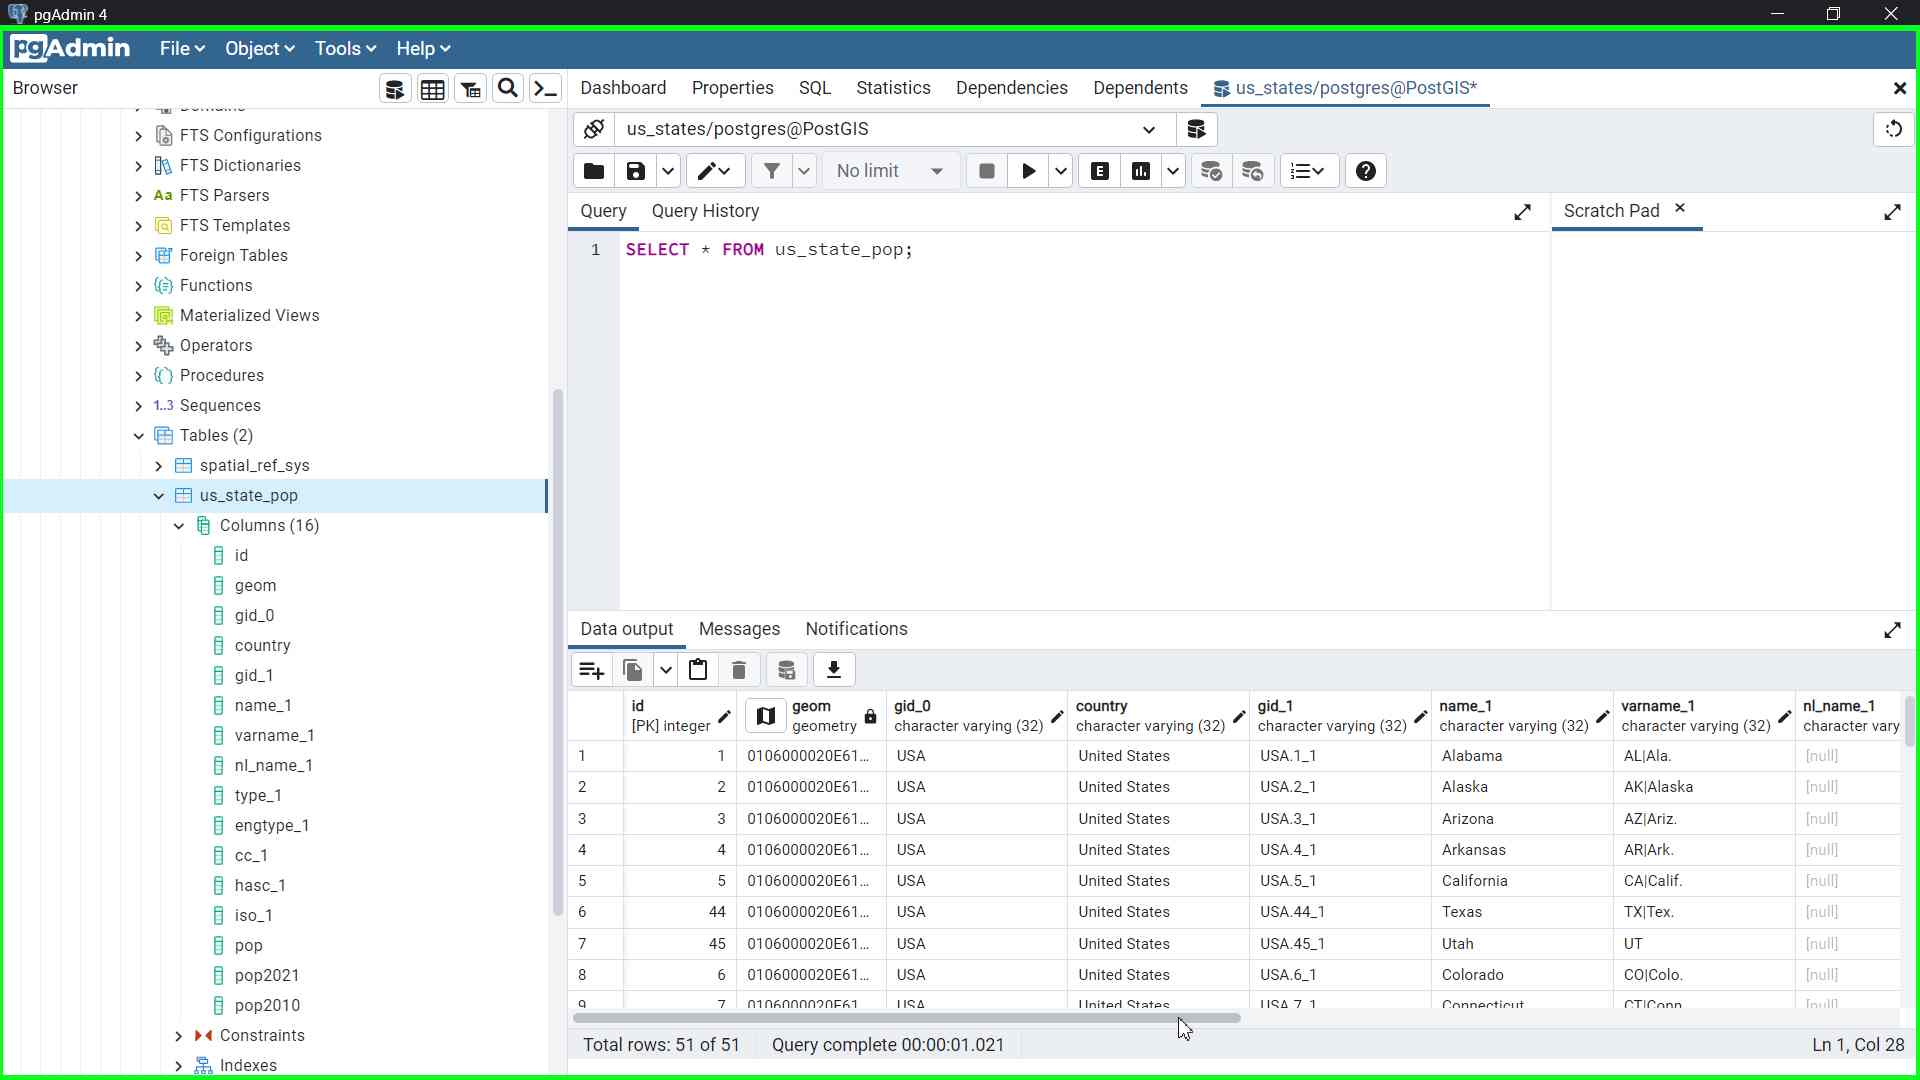 pgAdmin 4
pgAdmin File Object Tools Help
Browser
Dashboard Properties SQL Statistics Dependencies Dependents us_states/postgres@PostGIS*
us_states/postgres@PostGIS
No limit
Query Query History
Scratch Pad
1 SELECT * FROM us_state_pop;
Domains
FTS Configurations
FTS Dictionaries
Aa FTS Parsers
FTS Templates
Foreign Tables
Functions
Materialized Views
Operators
Procedures
1..3 Sequences
Tables (2)
spatial_ref_sys
us_state_pop
Columns (16)
id
geom
gid_0
country
gid_1
name_1
varname_1
nl_name_1
type_1
engtype_1
cc_1
hasc_1
iso_1
pop
pop2021
pop2010
Constraints
Indexes
Data output Messages Notifications
id geom gid_0 country gid_1 name_1 varname_1 nl_name_1
[PK] integer geometry character varying (32) character varying (32) character varying (32) character varying (32) character varying (32) character vary
1 1 0106000020E61... USA United States USA.1_1 Alabama AL|Ala. [null]
2 2 0106000020E61... USA United States USA.2_1 Alaska AK|Alaska [null]
3 3 0106000020E61... USA United States USA.3_1 Arizona AZ|Ariz. [null]
4 4 0106000020E61... USA United States USA.4_1 Arkansas AR|Ark. [null]
5 5 0106000020E61... USA United States USA.5_1 California CA|Calif. [null]
6 44 0106000020E61... USA United States USA.44_1 Texas TX|Tex. [null]
7 45 0106000020E61... USA United States USA.45_1 Utah UT [null]
8 6 0106000020E61... USA United States USA.6_1 Colorado CO|Colo. [null]
9 7 0106000020E61... USA United States USA.7_1 Connecticut CT|Conn. [null]
Total rows: 51 of 51 Query complete 00:00:01.021 Ln 1, Col 28